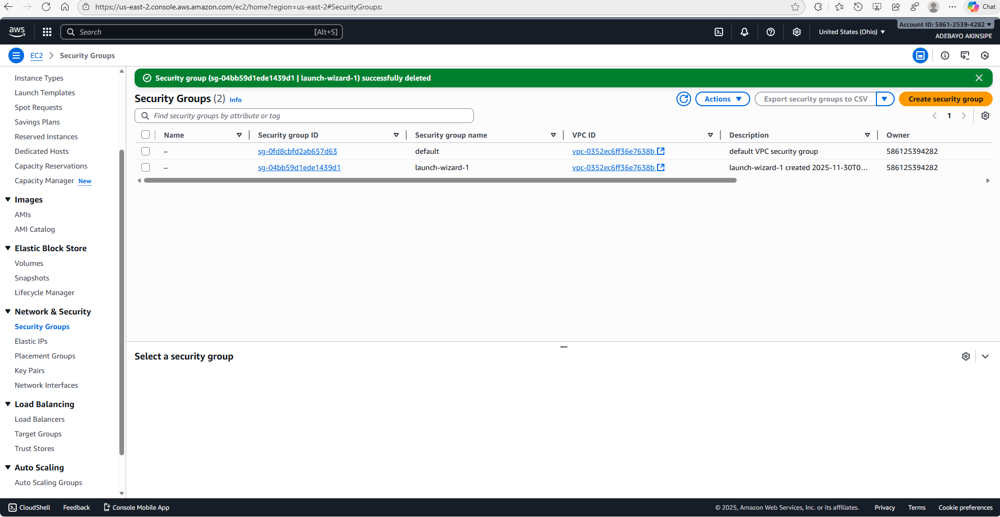 https://us-east-2.console.aws.amazon.com/ec2/home?region=us-east-2#SecurityGroups:
Chat
aws
Search
[Alt+S]
United States (Ohio)
Account ID: 5861-2539-4282
ADEBAYO AKINSIPE
EC2
Security Groups
Instance Types
Launch Templates
Spot Requests
Savings Plans
Reserved Instances
Dedicated Hosts
Capacity Reservations
Capacity Manager New
Images
AMIs
AMI Catalog
Elastic Block Store
Volumes
Snapshots
Lifecycle Manager
Network & Security
Security Groups
Elastic IPs
Placement Groups
Key Pairs
Network Interfaces
Load Balancing
Load Balancers
Target Groups
Trust Stores
Auto Scaling
Auto Scaling Groups
Security group (sg-04bb59d1ede1439d1 | launch-wizard-1) successfully deleted
Security Groups (2) Info
Actions
Export security groups to CSV
Create security group
Find security groups by attribute or tag
1
Name Security group ID Security group name VPC ID Description Owner
– sg-0fd8cbfd2ab657d63 default vpc-0352ec6ff36e7638b default VPC security group 586125394282
– sg-04bb59d1ede1439d1 launch-wizard-1 vpc-0352ec6ff36e7638b launch-wizard-1 created 2025-11-30T0... 586125394282
Select a security group
CloudShell
Feedback
Console Mobile App
© 2025, Amazon Web Services, Inc. or its affiliates.
Privacy
Terms
Cookie preferences